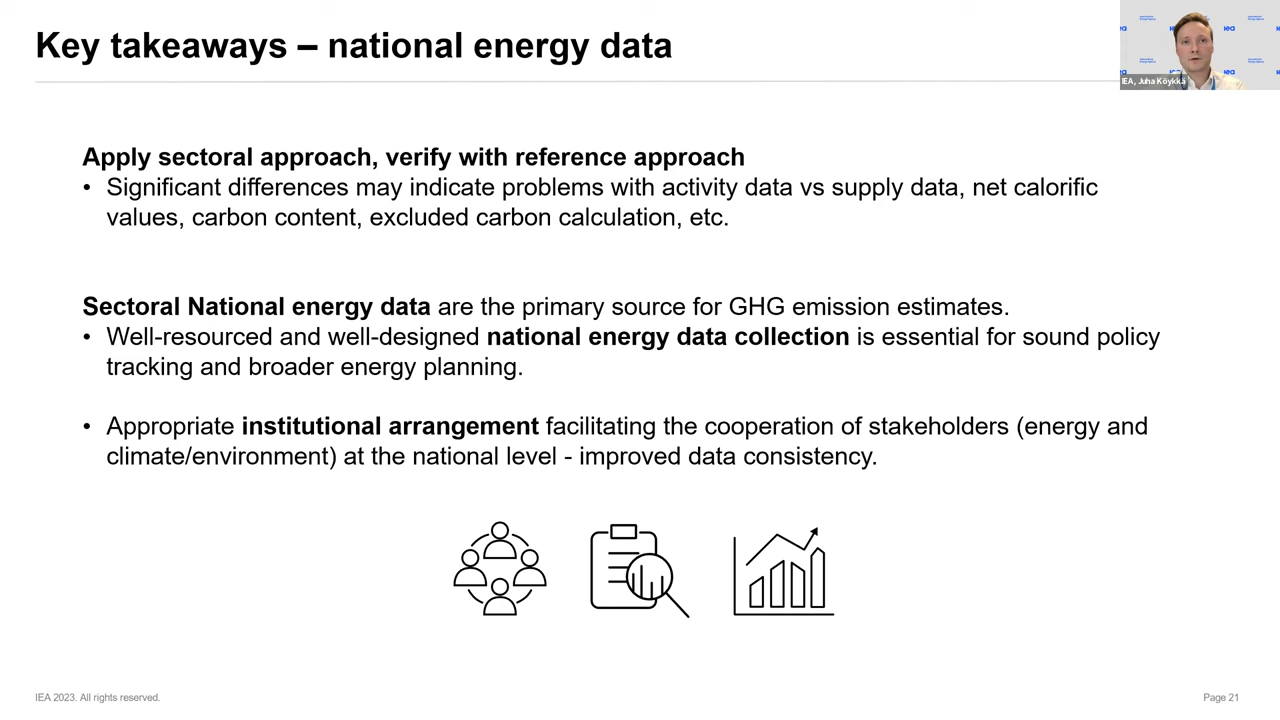 Key takeaways – national energy data
iea
iea
iea
iea
IEA, Juha Köykkä
Apply sectoral approach, verify with reference approach
• Significant differences may indicate problems with activity data vs supply data, net calorific
values, carbon content, excluded carbon calculation, etc.
Sectoral National energy data are the primary source for GHG emission estimates.
• Well-resourced and well-designed national energy data collection is essential for sound policy
tracking and broader energy planning.
• Appropriate institutional arrangement facilitating the cooperation of stakeholders (energy and
climate/environment) at the national level - improved data consistency.
IEA 2023. All rights reserved.
Page 21